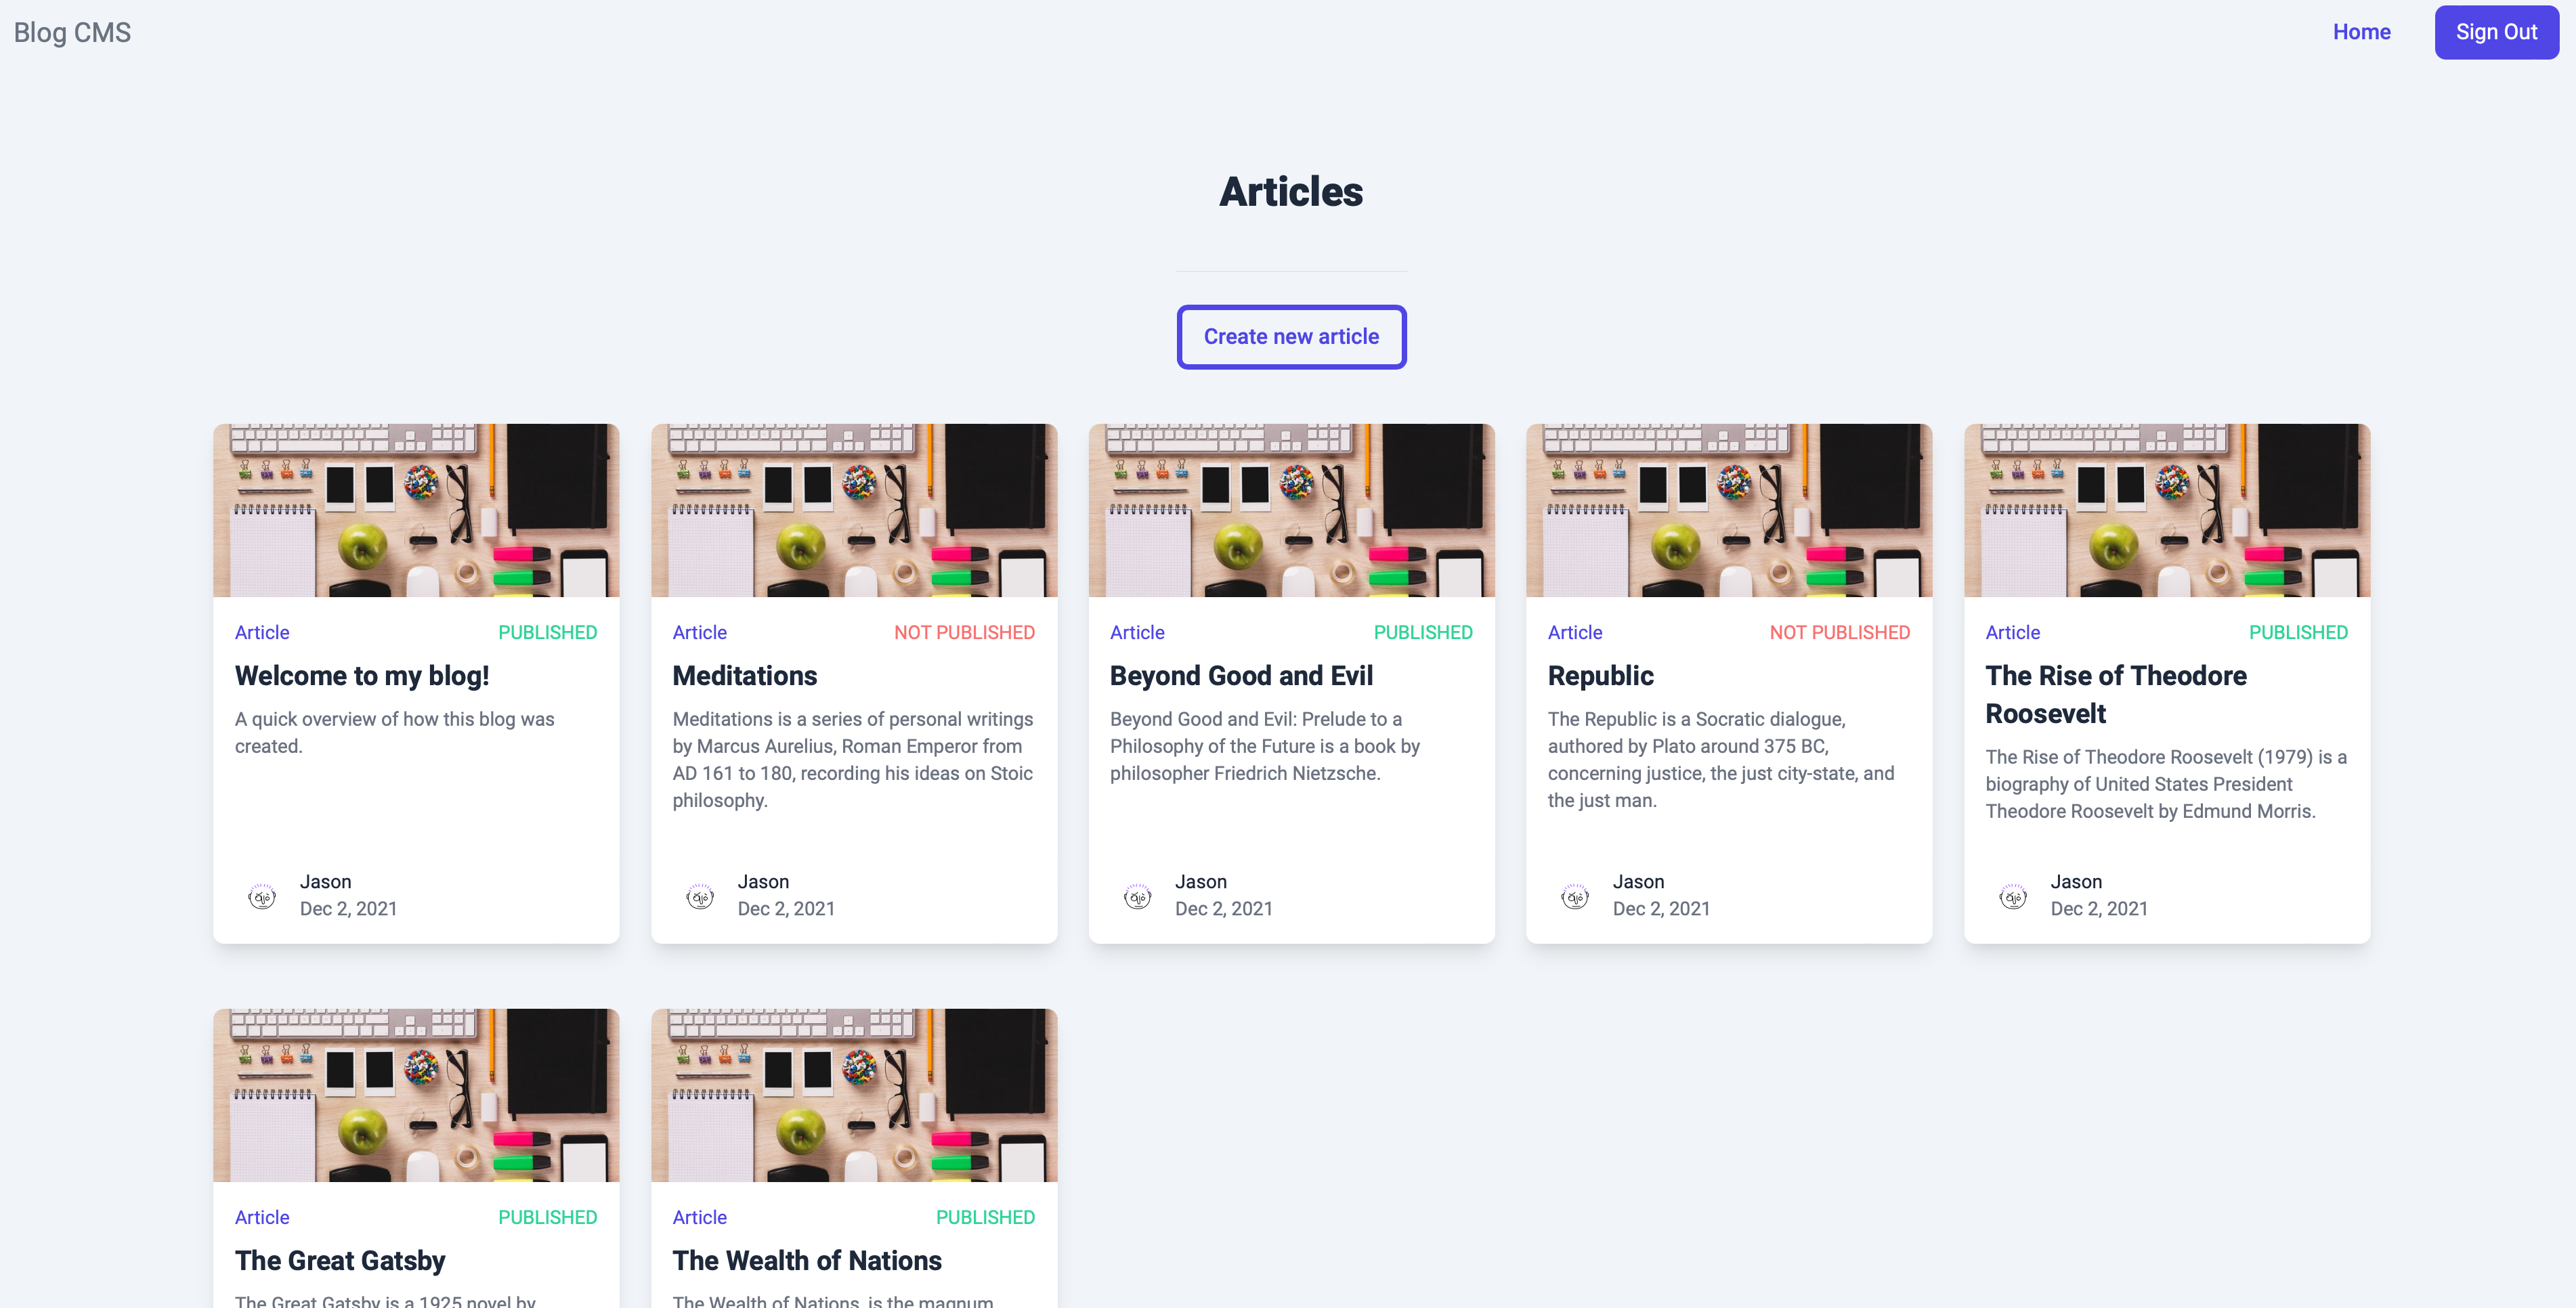 Blog CMS
Home
Sign Out
Articles
Create new article
Article
PUBLISHED
Welcome to my blog!
A quick overview of how this blog was
created.
Jason
Dec 2, 2021
Article
NOT PUBLISHED
Meditations
Meditations is a series of personal writings
by Marcus Aurelius, Roman Emperor from
AD 161 to 180, recording his ideas on Stoic
philosophy.
Jason
Dec 2, 2021
Article
PUBLISHED
Beyond Good and Evil
Beyond Good and Evil: Prelude to a
Philosophy of the Future is a book by
philosopher Friedrich Nietzsche.
Jason
Dec 2, 2021
Article
NOT PUBLISHED
Republic
The Republic is a Socratic dialogue,
authored by Plato around 375 BC,
concerning justice, the just city-state, and
the just man.
Jason
Dec 2, 2021
Article
PUBLISHED
The Rise of Theodore
Roosevelt
The Rise of Theodore Roosevelt (1979) is a
biography of United States President
Theodore Roosevelt by Edmund Morris.
Jason
Dec 2, 2021
Article
PUBLISHED
The Great Gatsby
The Great Gatsby is a 1925 novel by
Article
PUBLISHED
The Wealth of Nations
The Wealth of Nations, is the magnum